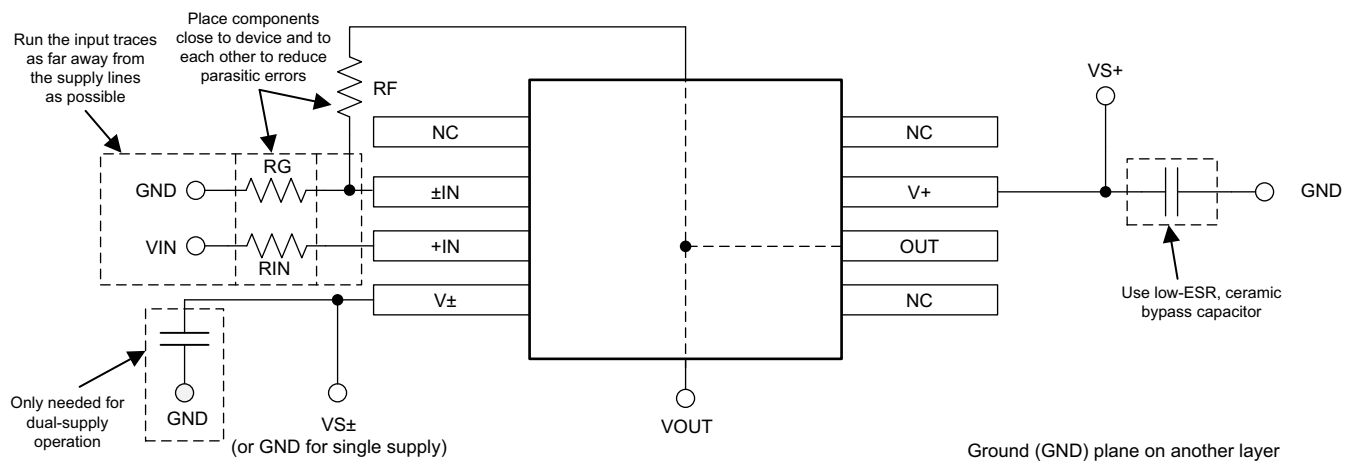 Place components
close to device and to
each other to reduce
parasitic errors
Run the input traces
as far away from
the supply lines
as possible
RF
VS+
NC
NC
RG
GND
±IN
V+
GND
VIN
+IN
OUT
RIN
V±
NC
Use low-ESR, ceramic
bypass capacitor
Only needed for
dual-supply
operation
GND
VS±
(or GND for single supply)
VOUT
Ground (GND) plane on another layer